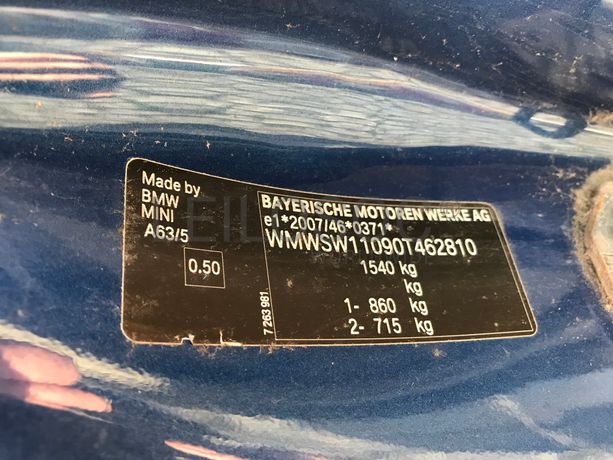 Made by
BMW
MINI
A63/5
0.50
BAYERISCHE MOTOREN WERKE AG
e1*2007/46*0371*
WMWSW11090T462810
1540 kg
kg
1- 860 kg
2- 715 kg
7 263 961